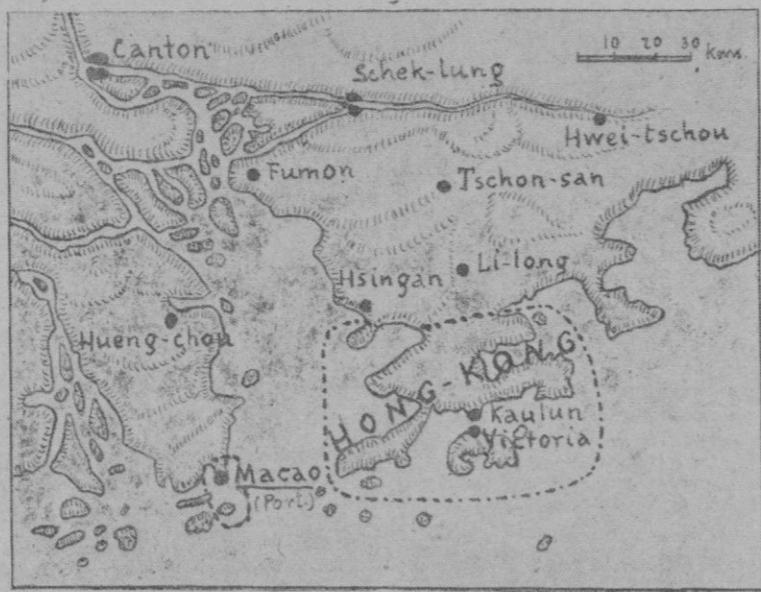 Canton
10 20 30 kms.
Schek-lung
Hwei-tschou
Fumon
Tschon-san
Li-long
Hsingan
Hueng-chou
HONG-KONG
Kaulun
Victoria
Macao
(Port.)